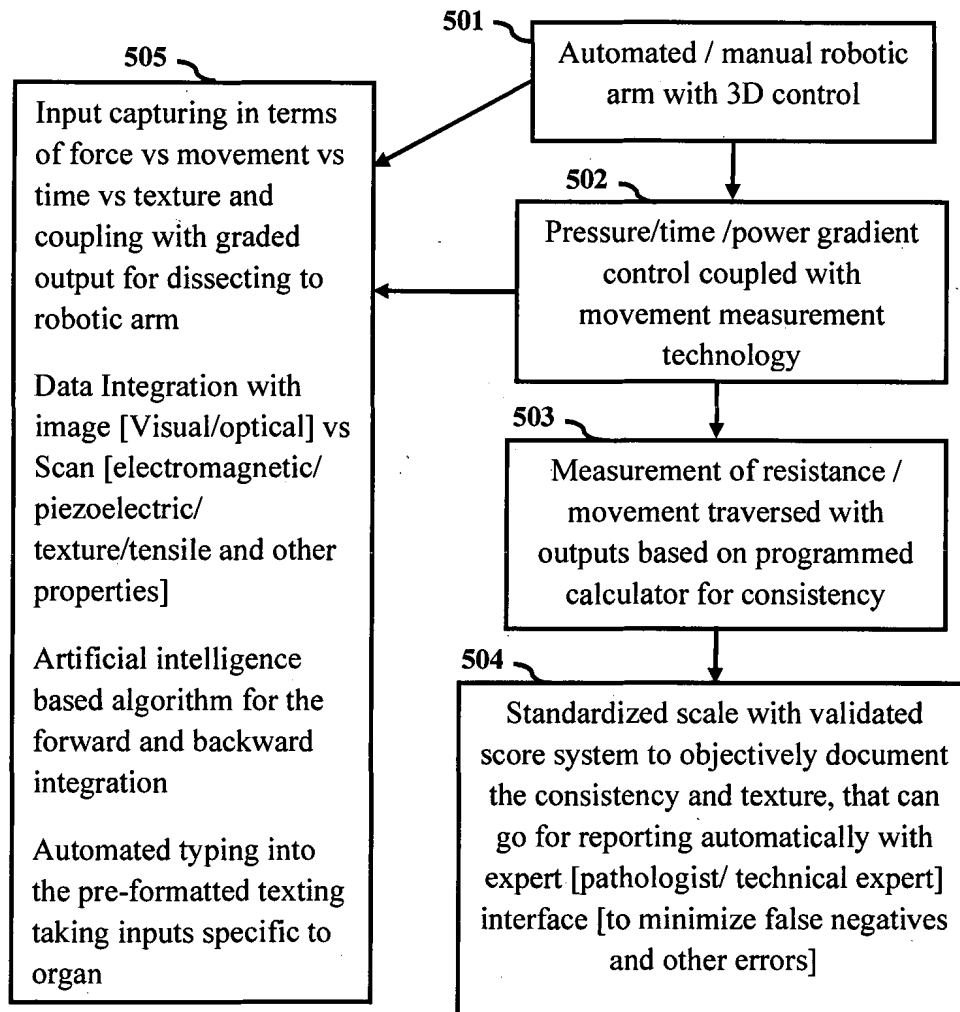 501
Automated / manual robotic
arm with 3D control
502
Pressure/time /power gradient
control coupled with
movement measurement
technology
503
Measurement of resistance /
movement traversed with
outputs based on programmed
calculator for consistency
504
Standardized scale with validated
score system to objectively document
the consistency and texture, that can
go for reporting automatically with
expert [pathologist/ technical expert]
interface [to minimize false negatives
and other errors]
505
Input capturing in terms
of force vs movement vs
time vs texture and
coupling with graded
output for dissecting to
robotic arm
Data Integration with
image [Visual/optical] vs
Scan [electromagnetic/
piezoelectric/
texture/tensile and other
properties]
Artificial intelligence
based algorithm for the
forward and backward
integration
Automated typing into
the pre-formatted texting
taking inputs specific to
organ